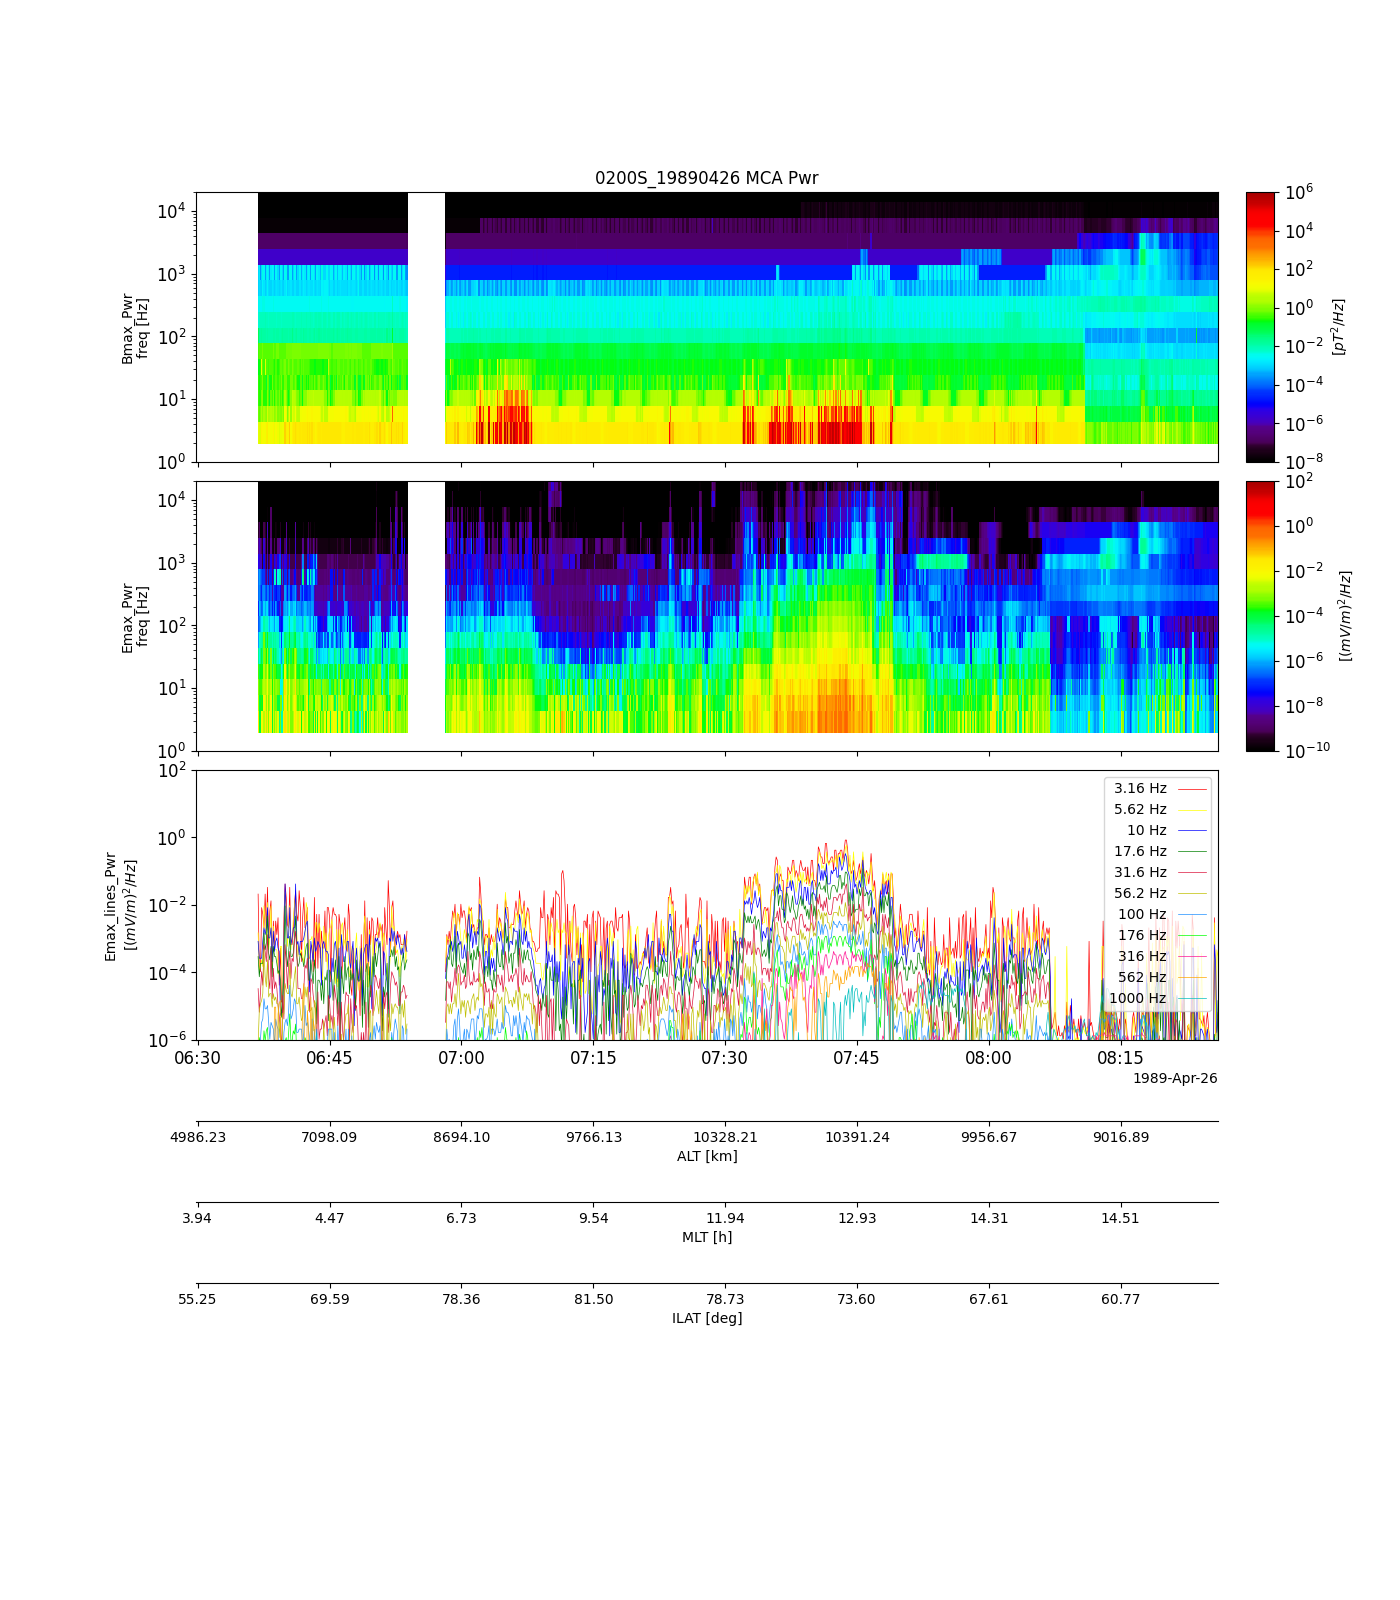 0200S_19890426 MCA Pwr
10^4
10^3
10^2
10^1
10^0
Bmax_Pwr
freq [Hz]
10^6
10^4
10^2
10^0
10^-2
10^-4
10^-6
10^-8
[pT^2/Hz]
10^4
10^3
10^2
10^1
10^0
Emax_Pwr
freq [Hz]
10^2
10^0
10^-2
10^-4
10^-6
10^-8
10^-10
[(mV/m)^2/Hz]
10^2
10^0
10^-2
10^-4
10^-6
Emax_lines_Pwr
[(mV/m)^2/Hz]
3.16 Hz
5.62 Hz
10 Hz
17.6 Hz
31.6 Hz
56.2 Hz
100 Hz
176 Hz
316 Hz
562 Hz
1000 Hz
06:30 06:45 07:00 07:15 07:30 07:45 08:00 08:15
1989-Apr-26
4986.23 7098.09 8694.10 9766.13 10328.21 10391.24 9956.67 9016.89
ALT [km]
3.94 4.47 6.73 9.54 11.94 12.93 14.31 14.51
MLT [h]
55.25 69.59 78.36 81.50 78.73 73.60 67.61 60.77
ILAT [deg]